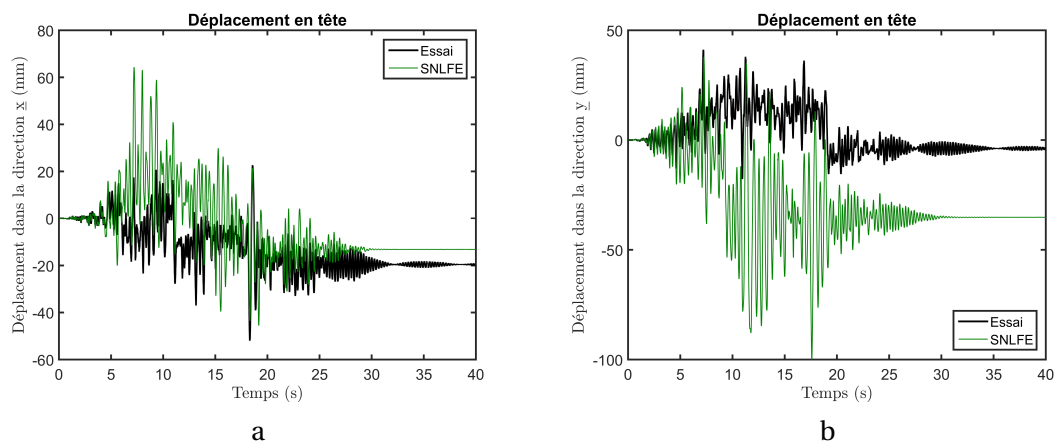 Déplacement en tête
80
60
40
20
0
-20
-40
-60
Déplacement dans la direction x (mm)
0 5 10 15 20 25 30 35 40
Temps (s)
Essai
SNLFE
a
Déplacement en tête
50
0
-50
-100
Déplacement dans la direction y (mm)
0 5 10 15 20 25 30 35 40
Temps (s)
Essai
SNLFE
b